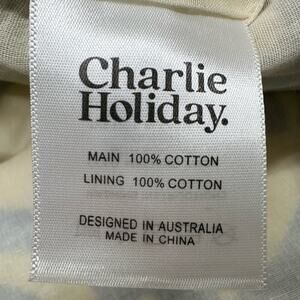 Charlie
Holiday.
MAIN 100% COTTON
LINING 100% COTTON
DESIGNED IN AUSTRALIA
MADE IN CHINA